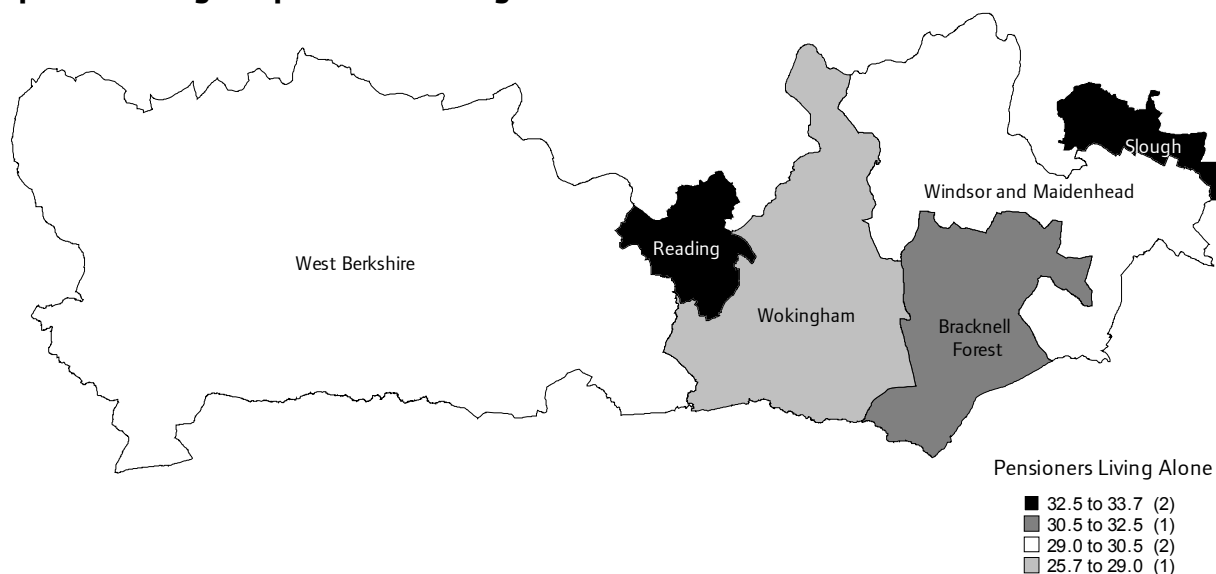 Slough
Windsor and Maidenhead
Reading
West Berkshire
Wokingham
Bracknell
Forest
Pensioners Living Alone
32.5 to 33.7 (2)
30.5 to 32.5 (1)
29.0 to 30.5 (2)
25.7 to 29.0 (1)